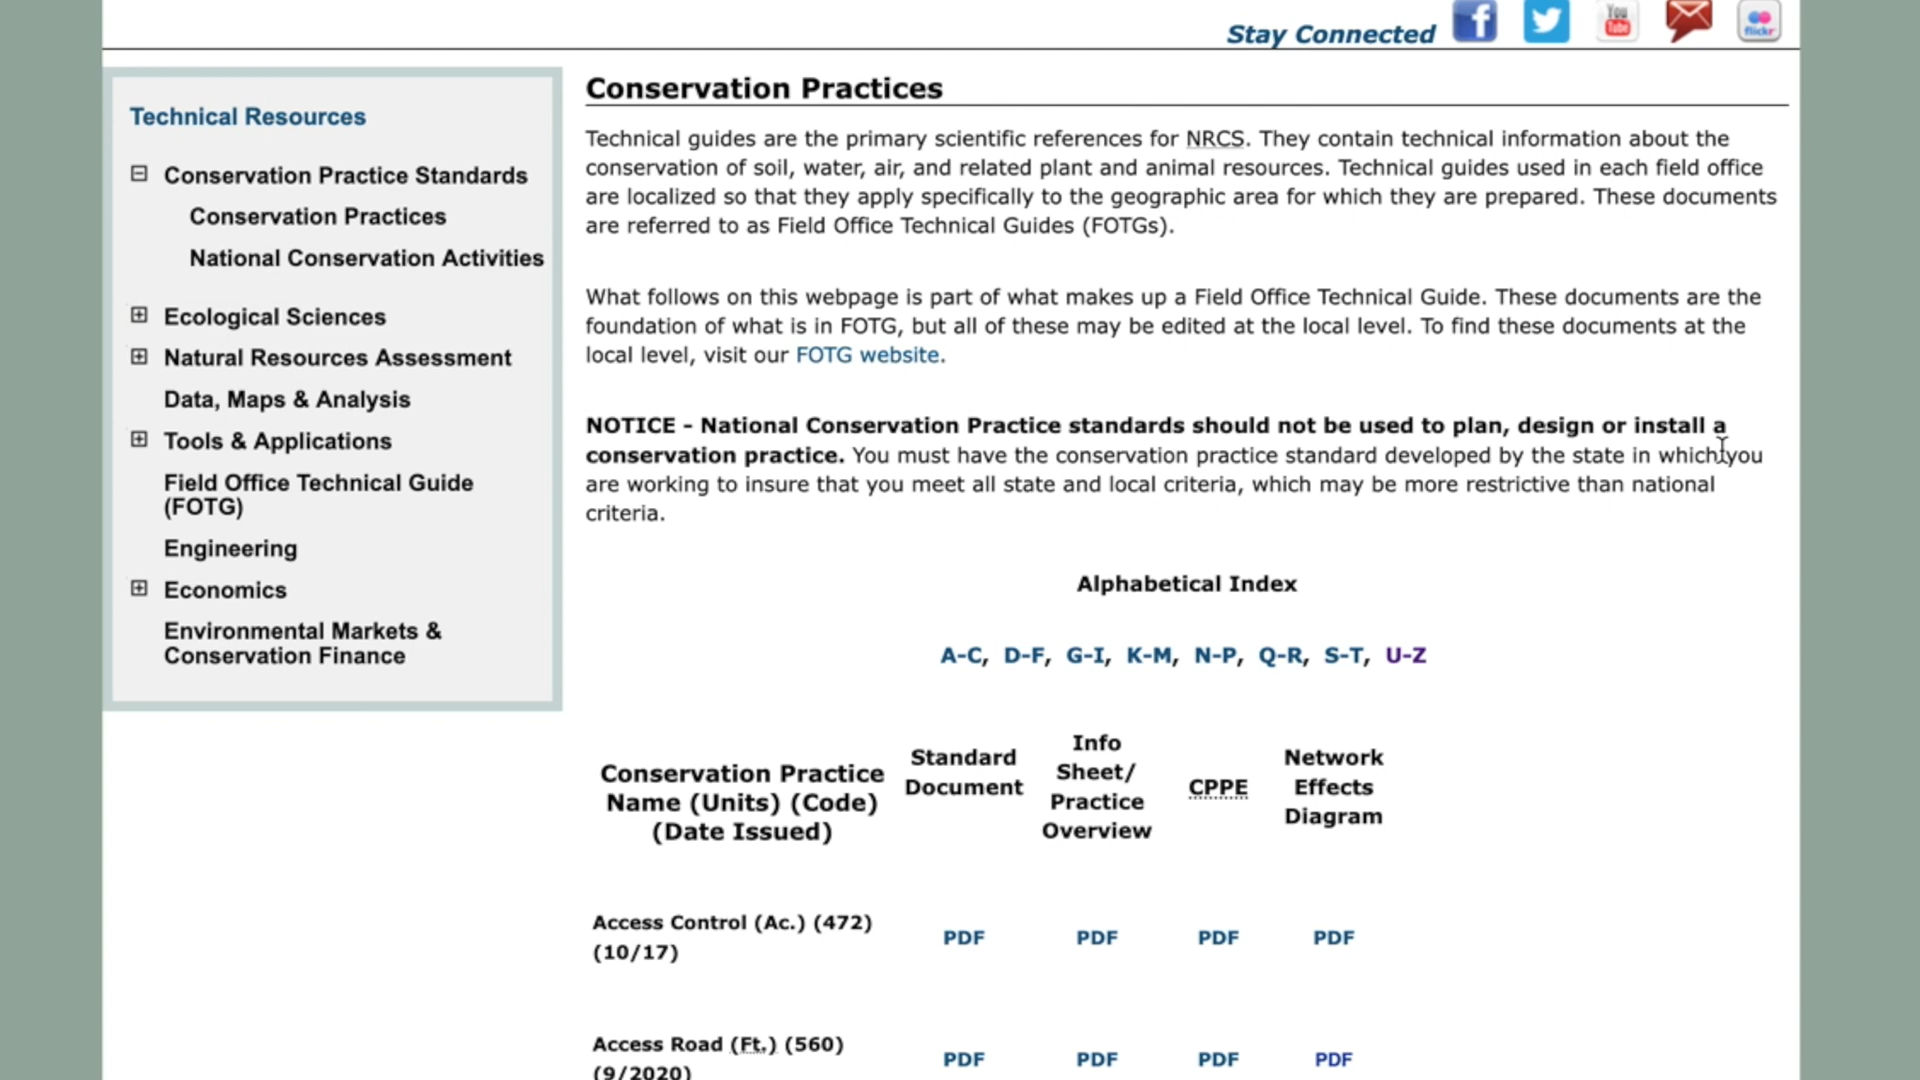 Stay Connected
You
Tube
flickr
Technical Resources
Conservation Practice Standards
Conservation Practices
National Conservation Activities
Ecological Sciences
Natural Resources Assessment
Data, Maps & Analysis
Tools & Applications
Field Office Technical Guide
(FOTG)
Engineering
Economics
Environmental Markets &
Conservation Finance
Conservation Practices
Technical guides are the primary scientific references for NRCS. They contain technical information about the
conservation of soil, water, air, and related plant and animal resources. Technical guides used in each field office
are localized so that they apply specifically to the geographic area for which they are prepared. These documents
are referred to as Field Office Technical Guides (FOTGs).
What follows on this webpage is part of what makes up a Field Office Technical Guide. These documents are the
foundation of what is in FOTG, but all of these may be edited at the local level. To find these documents at the
local level, visit our FOTG website.
NOTICE - National Conservation Practice standards should not be used to plan, design or install a
conservation practice. You must have the conservation practice standard developed by the state in which you
are working to insure that you meet all state and local criteria, which may be more restrictive than national
criteria.
Alphabetical Index
A-C, D-F, G-I, K-M, N-P, Q-R, S-T, U-Z
Conservation Practice
Name (Units) (Code)
(Date Issued)
Standard
Document
Info
Sheet/
Practice
Overview
CPPE
Network
Effects
Diagram
Access Control (Ac.) (472)
(10/17)
PDF PDF PDF PDF
Access Road (Ft.) (560)
(9/2020)
PDF PDF PDF PDF